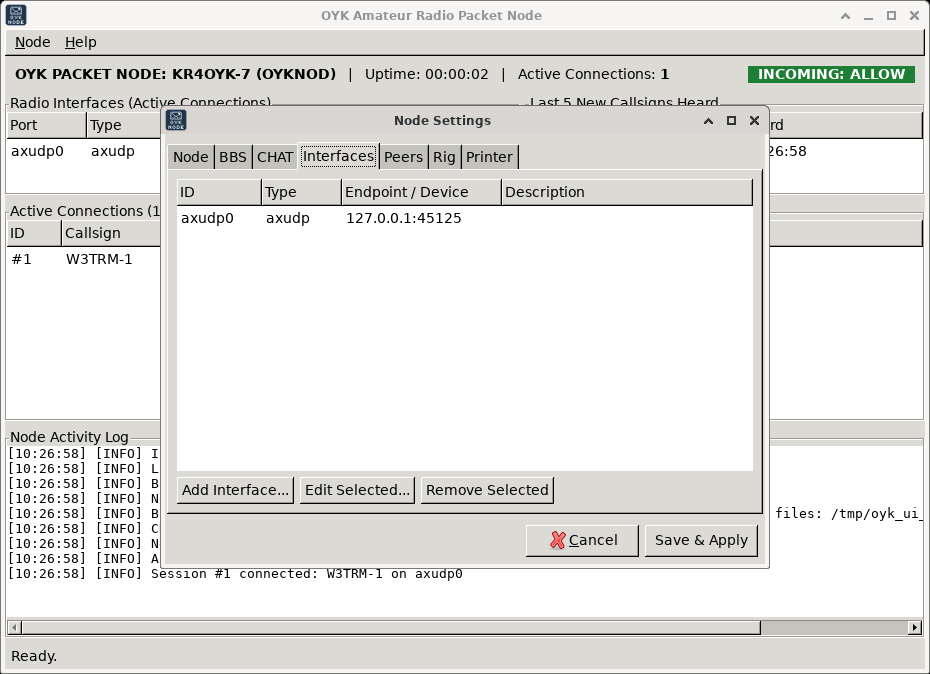 OYK Amateur Radio Packet Node
Node Help
OYK PACKET NODE: KR4OYK-7 (OYKNOD) | Uptime: 00:00:02 | Active Connections: 1 INCOMING: ALLOW
Radio Interfaces (Active Connections) Last 5 New Callsigns Heard
Port Type rd
axudp0 axudp 26:58
Active Connections (1
ID Callsign
#1 W3TRM-1
Node Settings
Node BBS CHAT Interfaces Peers Rig Printer
ID Type Endpoint / Device Description
axudp0 axudp 127.0.0.1:45125
Add Interface... Edit Selected... Remove Selected
Cancel Save & Apply
Node Activity Log
[10:26:58] [INFO] I
[10:26:58] [INFO] L
[10:26:58] [INFO] B
[10:26:58] [INFO] N
[10:26:58] [INFO] B files: /tmp/oyk_ui_
[10:26:58] [INFO] C
[10:26:58] [INFO] N
[10:26:58] [INFO] A
[10:26:58] [INFO] Session #1 connected: W3TRM-1 on axudp0
Ready.